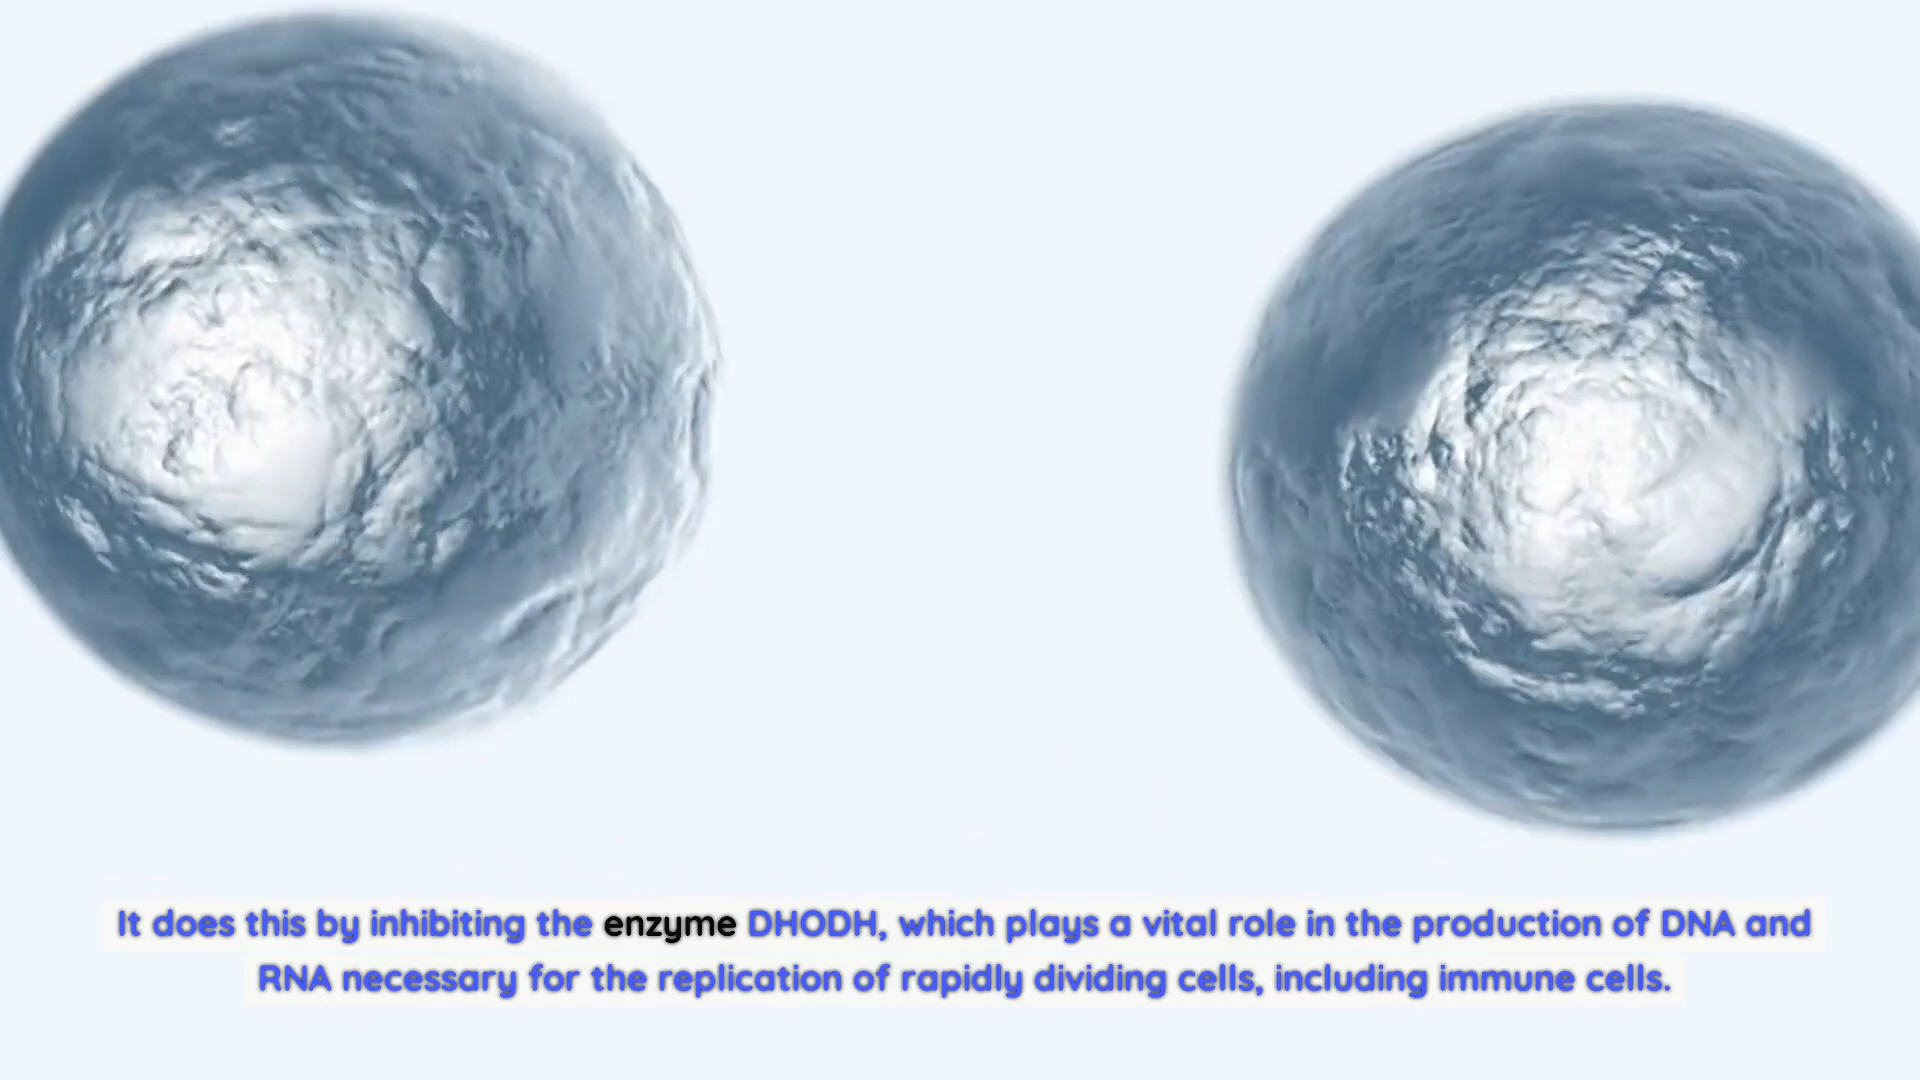 It does this by inhibiting the enzyme DHODH, which plays a vital role in the production of DNA and
RNA necessary for the replication of rapidly dividing cells, including immune cells.